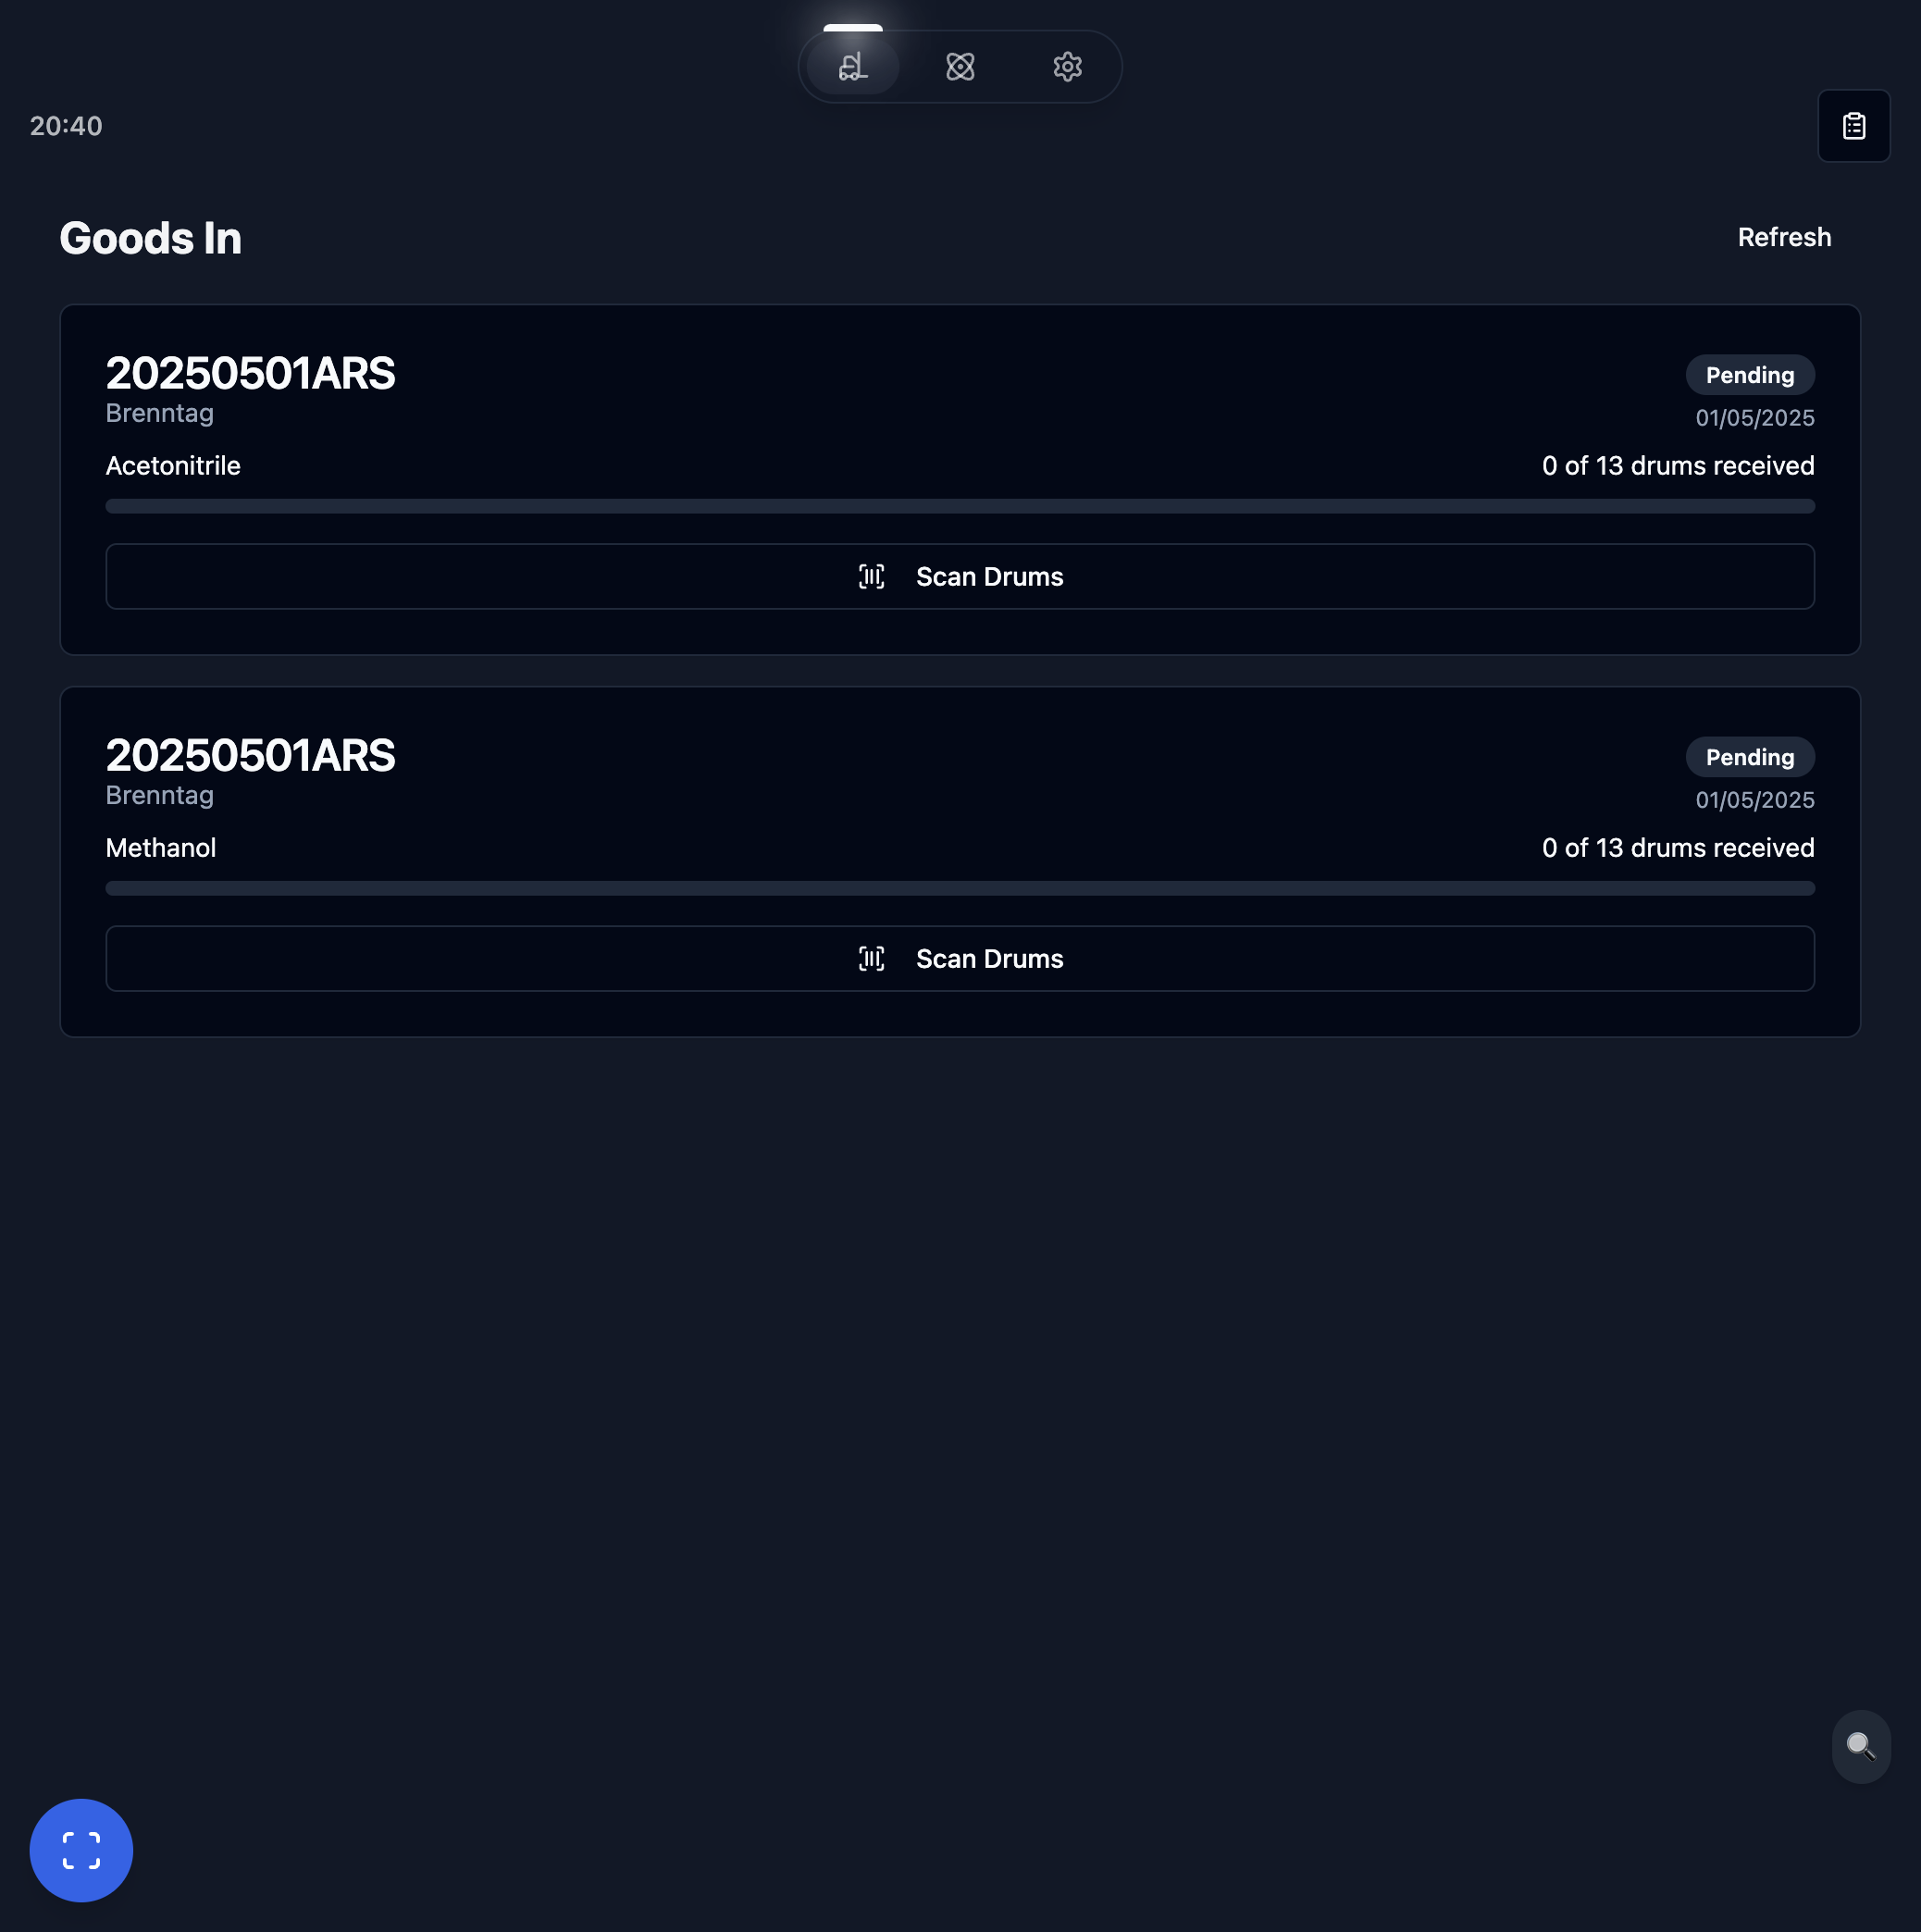 20:40
Goods In
Refresh
20250501ARS
Pending
Brenntag
01/05/2025
Acetonitrile
0 of 13 drums received
Scan Drums
20250501ARS
Pending
Brenntag
01/05/2025
Methanol
0 of 13 drums received
Scan Drums